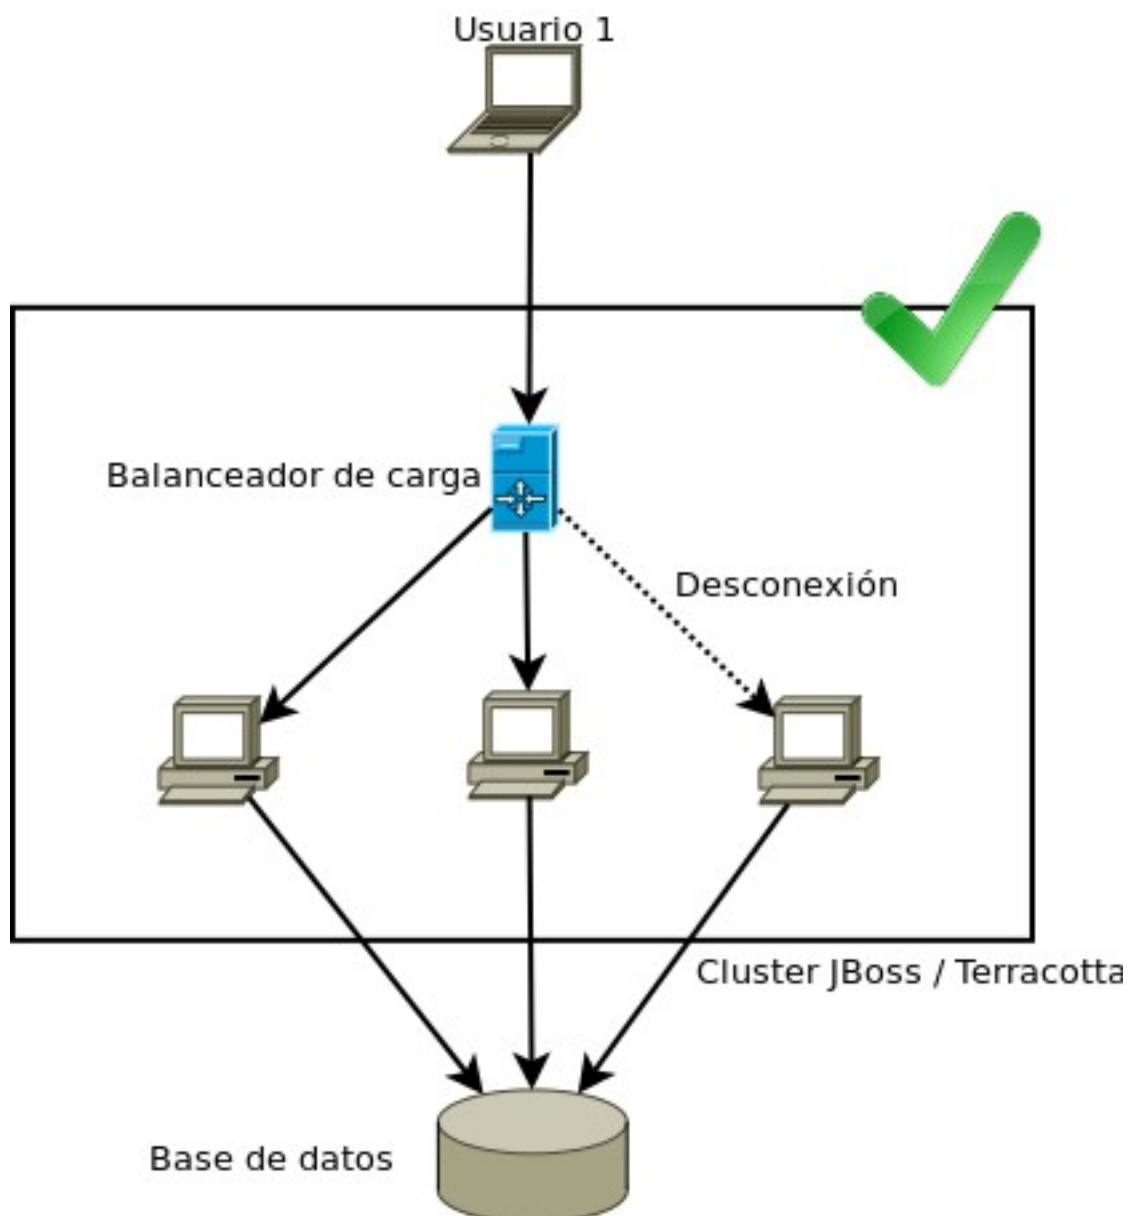 Usuario 1
Balanceador de carga
Desconexión
Cluster JBoss / Terracotta
Base de datos